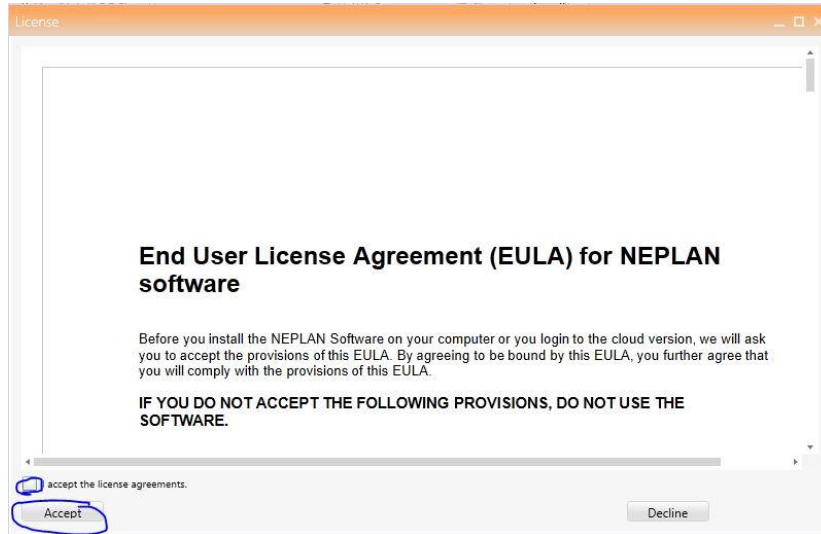 License
End User License Agreement (EULA) for NEPLAN
software
Before you install the NEPLAN Software on your computer or you login to the cloud version, we will ask
you to accept the provisions of this EULA. By agreeing to be bound by this EULA, you further agree that
you will comply with the provisions of this EULA.
IF YOU DO NOT ACCEPT THE FOLLOWING PROVISIONS, DO NOT USE THE
SOFTWARE.
accept the license agreements.
Accept
Decline